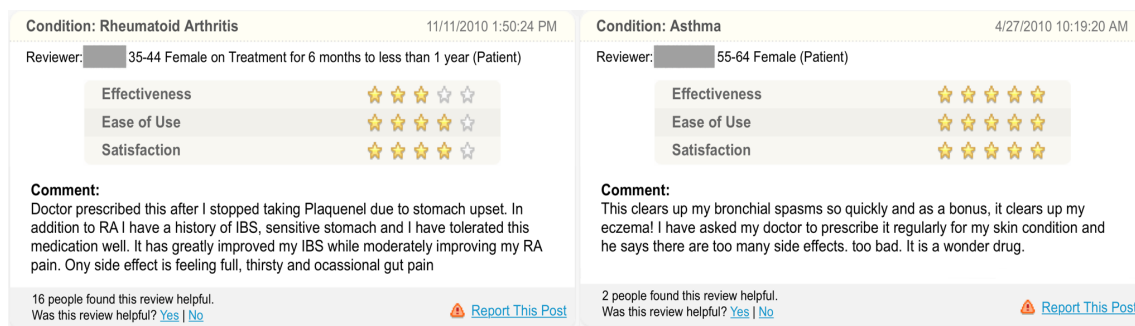 Condition: Rheumatoid Arthritis 11/11/2010 1:50:24 PM
Reviewer: 35-44 Female on Treatment for 6 months to less than 1 year (Patient)
Effectiveness
Ease of Use
Satisfaction
Comment:
Doctor prescribed this after I stopped taking Plaquenel due to stomach upset. In
addition to RA I have a history of IBS, sensitive stomach and I have tolerated this
medication well. It has greatly improved my IBS while moderately improving my RA
pain. Ony side effect is feeling full, thirsty and ocassional gut pain
16 people found this review helpful.
Was this review helpful? Yes | No
Report This Post
Condition: Asthma 4/27/2010 10:19:20 AM
Reviewer: 55-64 Female (Patient)
Effectiveness
Ease of Use
Satisfaction
Comment:
This clears up my bronchial spasms so quickly and as a bonus, it clears up my
eczema! I have asked my doctor to prescribe it regularly for my skin condition and
he says there are too many side effects. too bad. It is a wonder drug.
2 people found this review helpful.
Was this review helpful? Yes | No
Report This Post